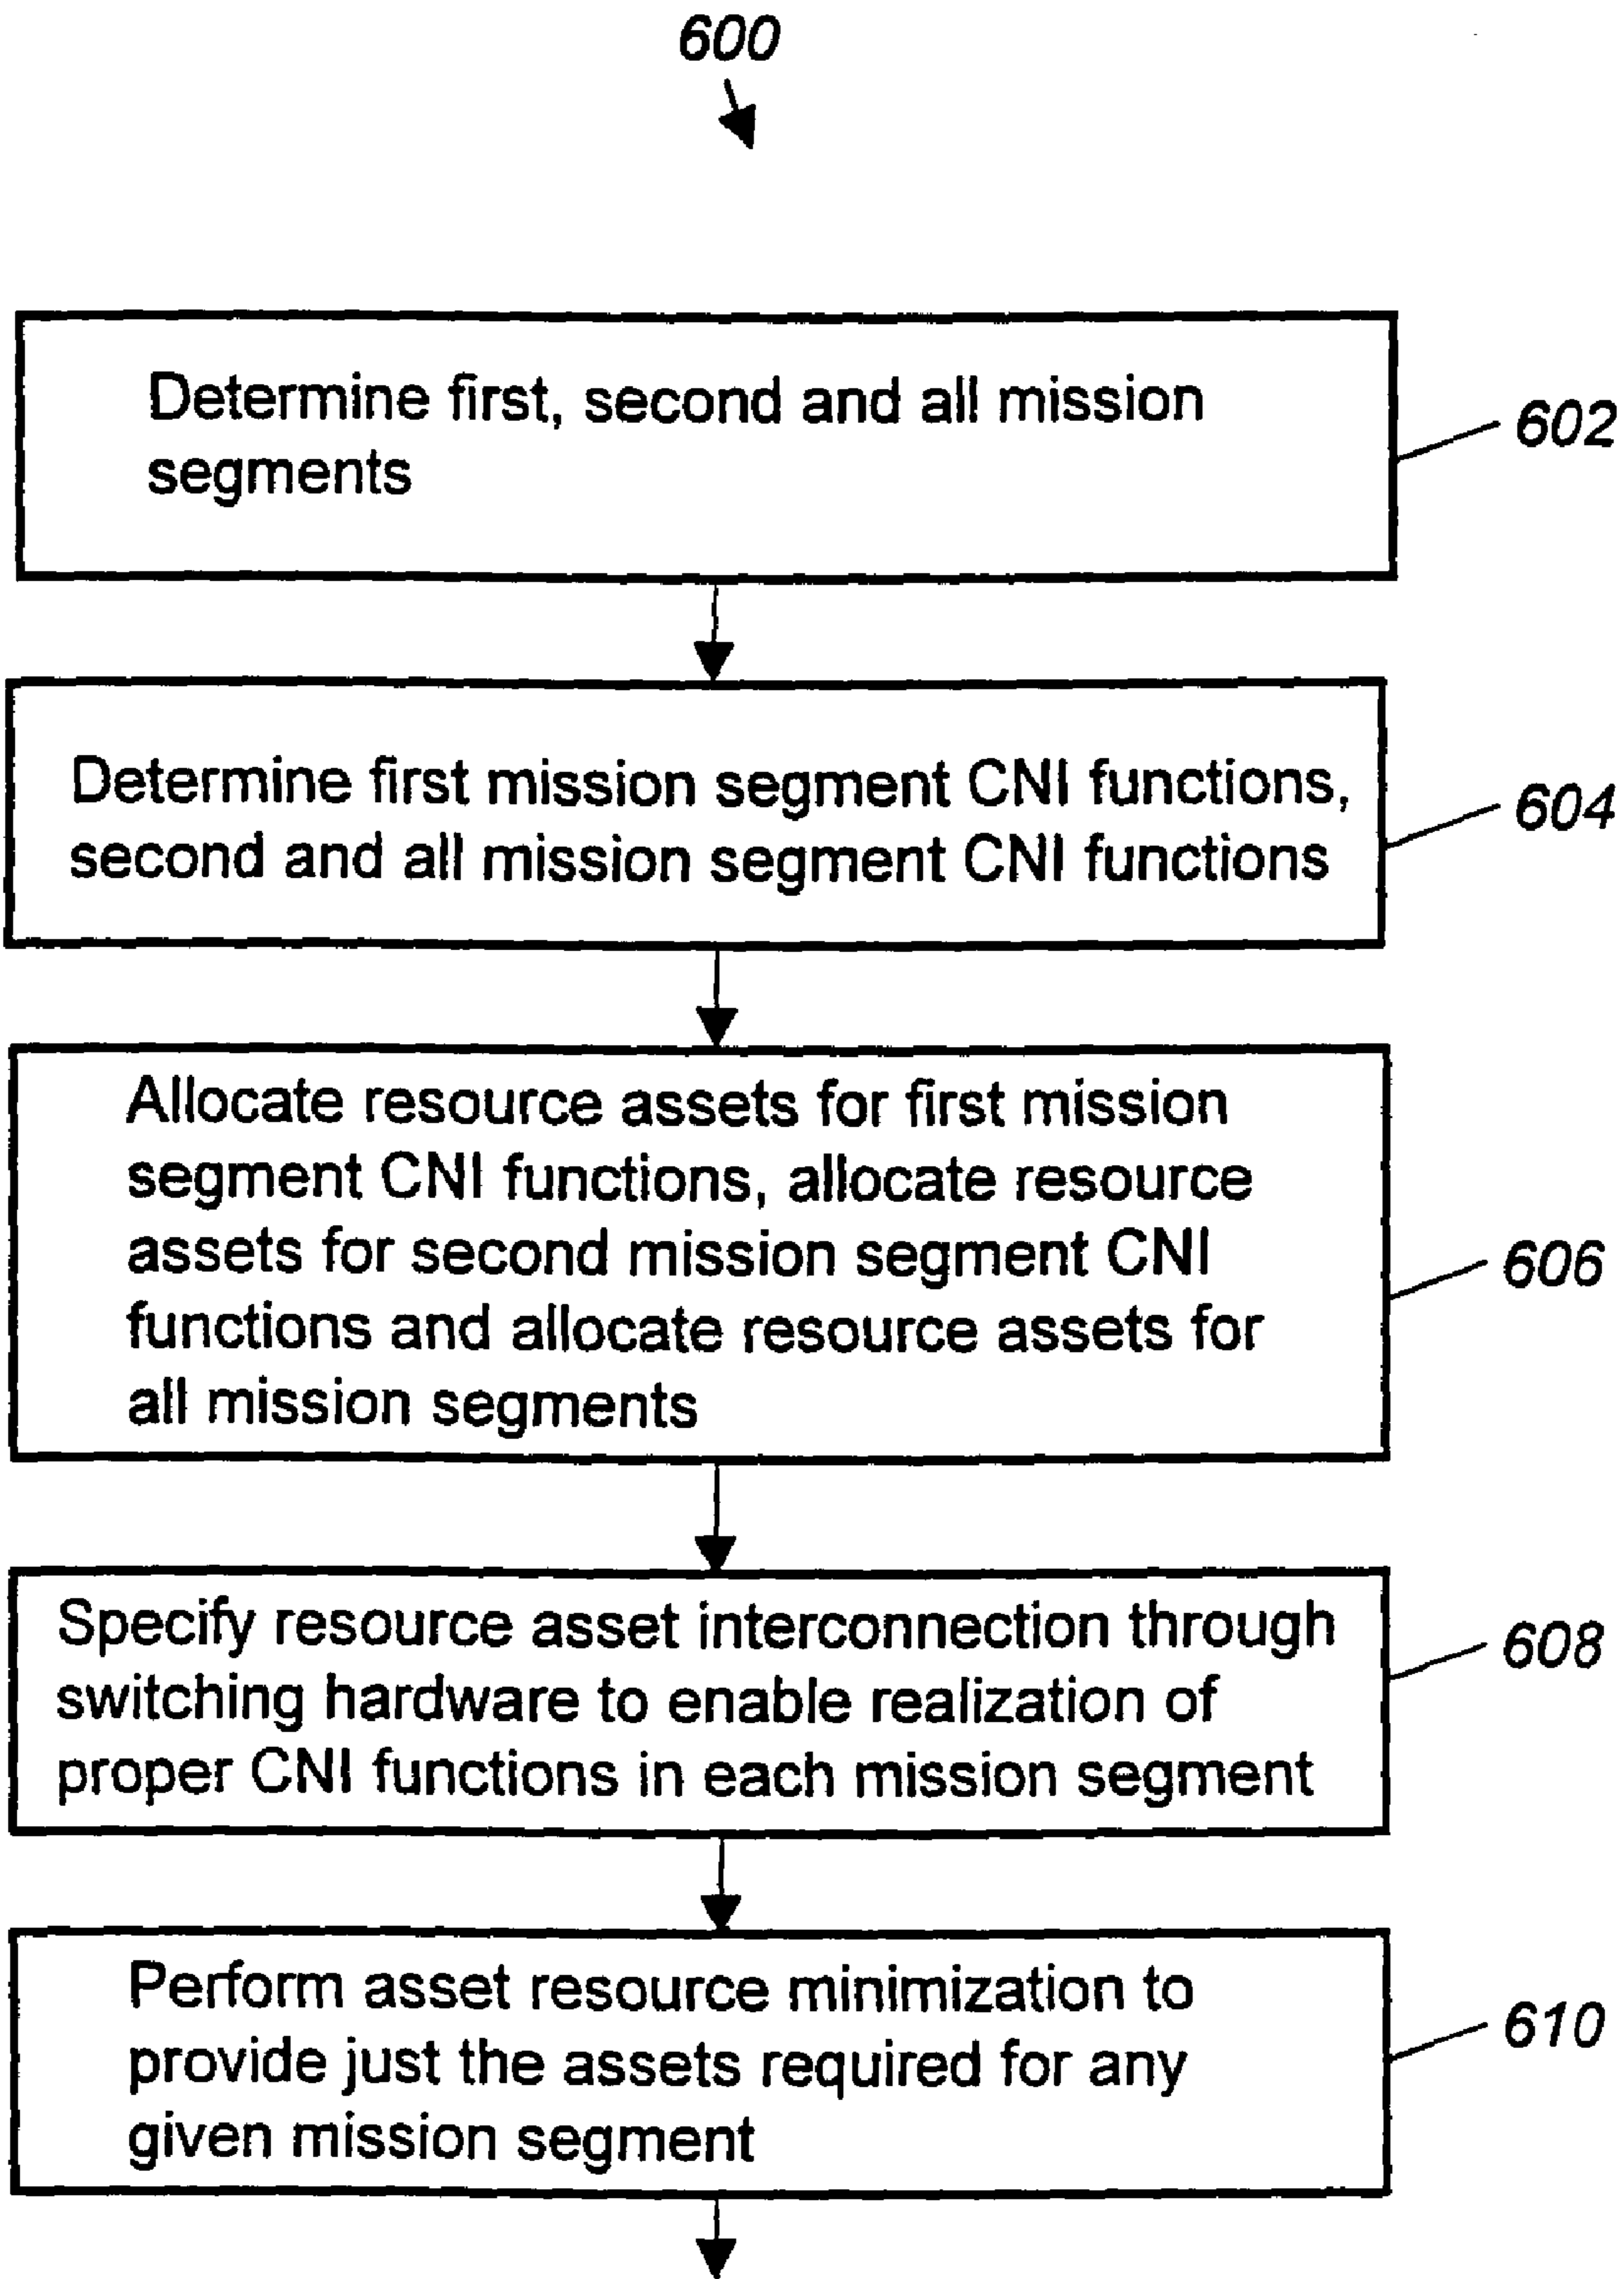 600
Determine first, second and all mission
segments
602
Determine first mission segment CNI functions,
second and all mission segment CNI functions
604
Allocate resource assets for first mission
segment CNI functions, allocate resource
assets for second mission segment CNI
functions and allocate resource assets for
all mission segments
606
Specify resource asset interconnection through
switching hardware to enable realization of
proper CNI functions in each mission segment
608
Perform asset resource minimization to
provide just the assets required for any
given mission segment
610